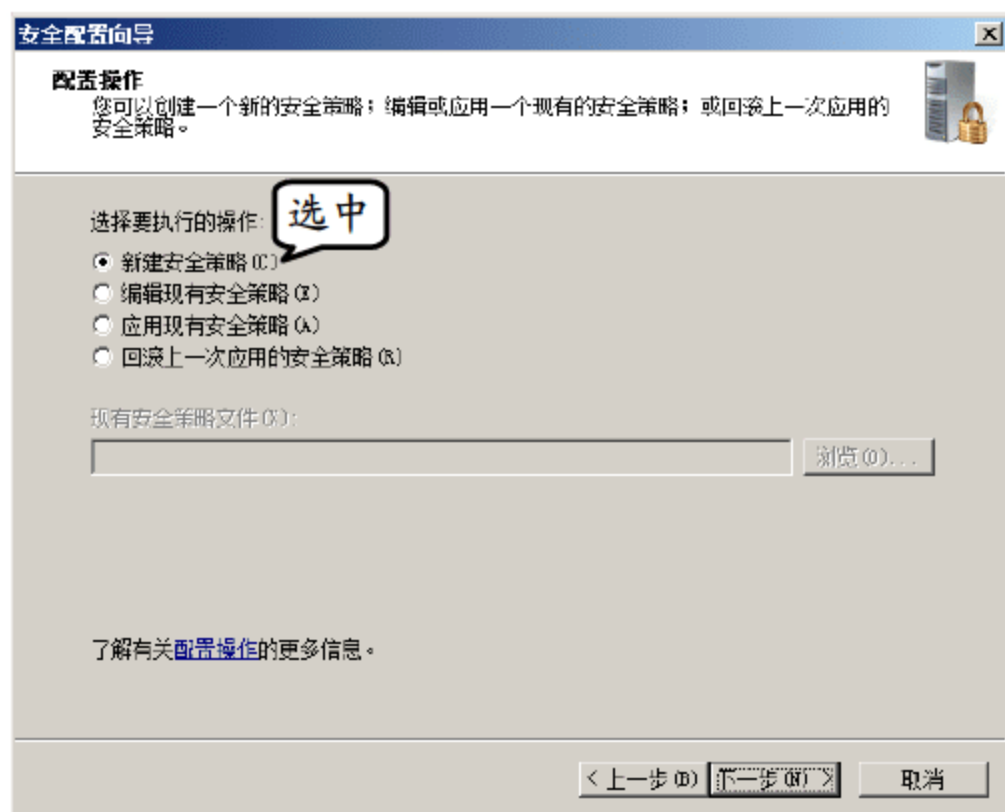 安全配置向导
配置操作
您可以创建一个新的安全策略；编辑或应用一个现有的安全策略；或回滚上一次应用的
安全策略。
选择要执行的操作:
选中
新建安全策略(C)
编辑现有安全策略(E)
应用现有安全策略(A)
回滚上一次应用的安全策略(R)
现有安全策略文件(X):
浏览(O)...
了解有关配置操作的更多信息。
< 上一步(B)
下一步(N) >
取消